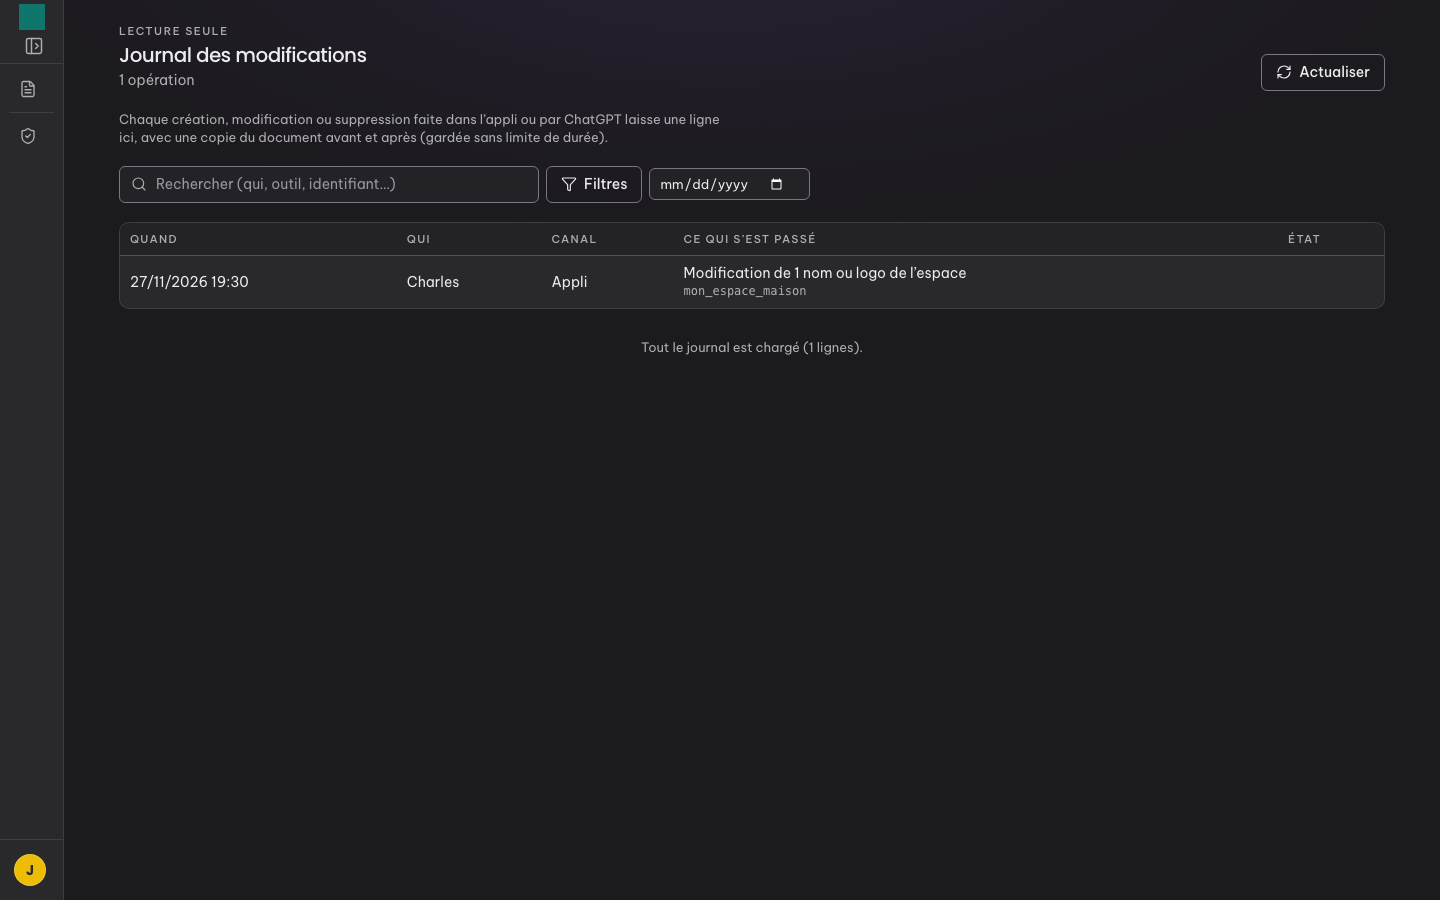 LECTURE SEULE
Journal des modifications
1 opération
Actualiser
Chaque création, modification ou suppression faite dans l'appli ou par ChatGPT laisse une ligne
ici, avec une copie du document avant et après (gardée sans limite de durée).
Rechercher (qui, outil, identifiant…)
Filtres
mm/dd/yyyy
QUAND QUI CANAL CE QUI S'EST PASSÉ ÉTAT
27/11/2026 19:30 Charles Appli Modification de 1 nom ou logo de l'espace
mon_espace_maison
Tout le journal est chargé (1 lignes).
J